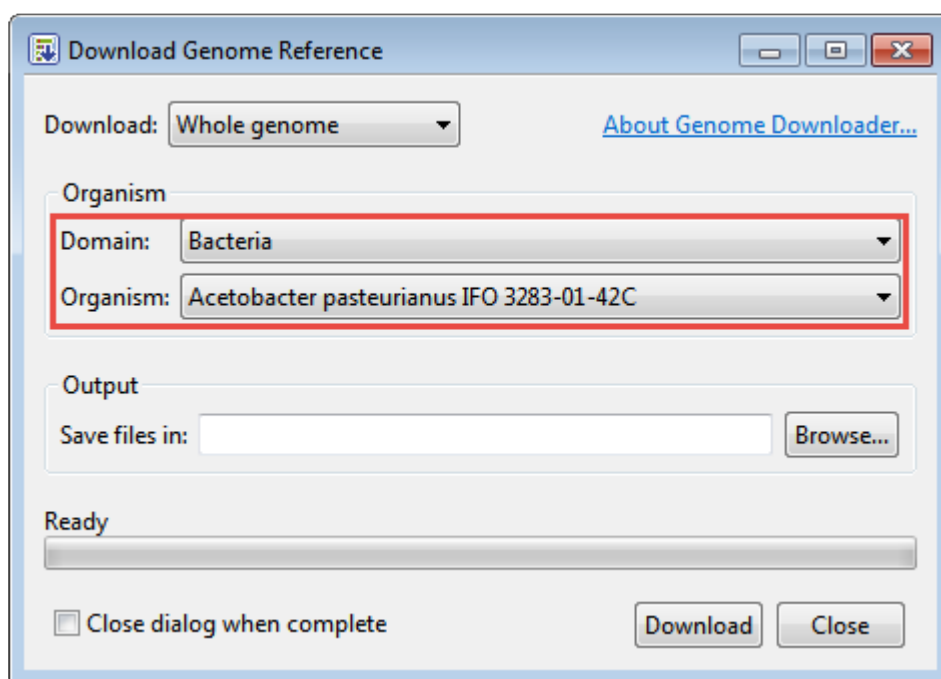 Download Genome Reference
Download: Whole genome About Genome Downloader...
Organism
Domain: Bacteria
Organism: Acetobacter pasteurianus IFO 3283-01-42C
Output
Save files in: Browse...
Ready
Close dialog when complete Download Close